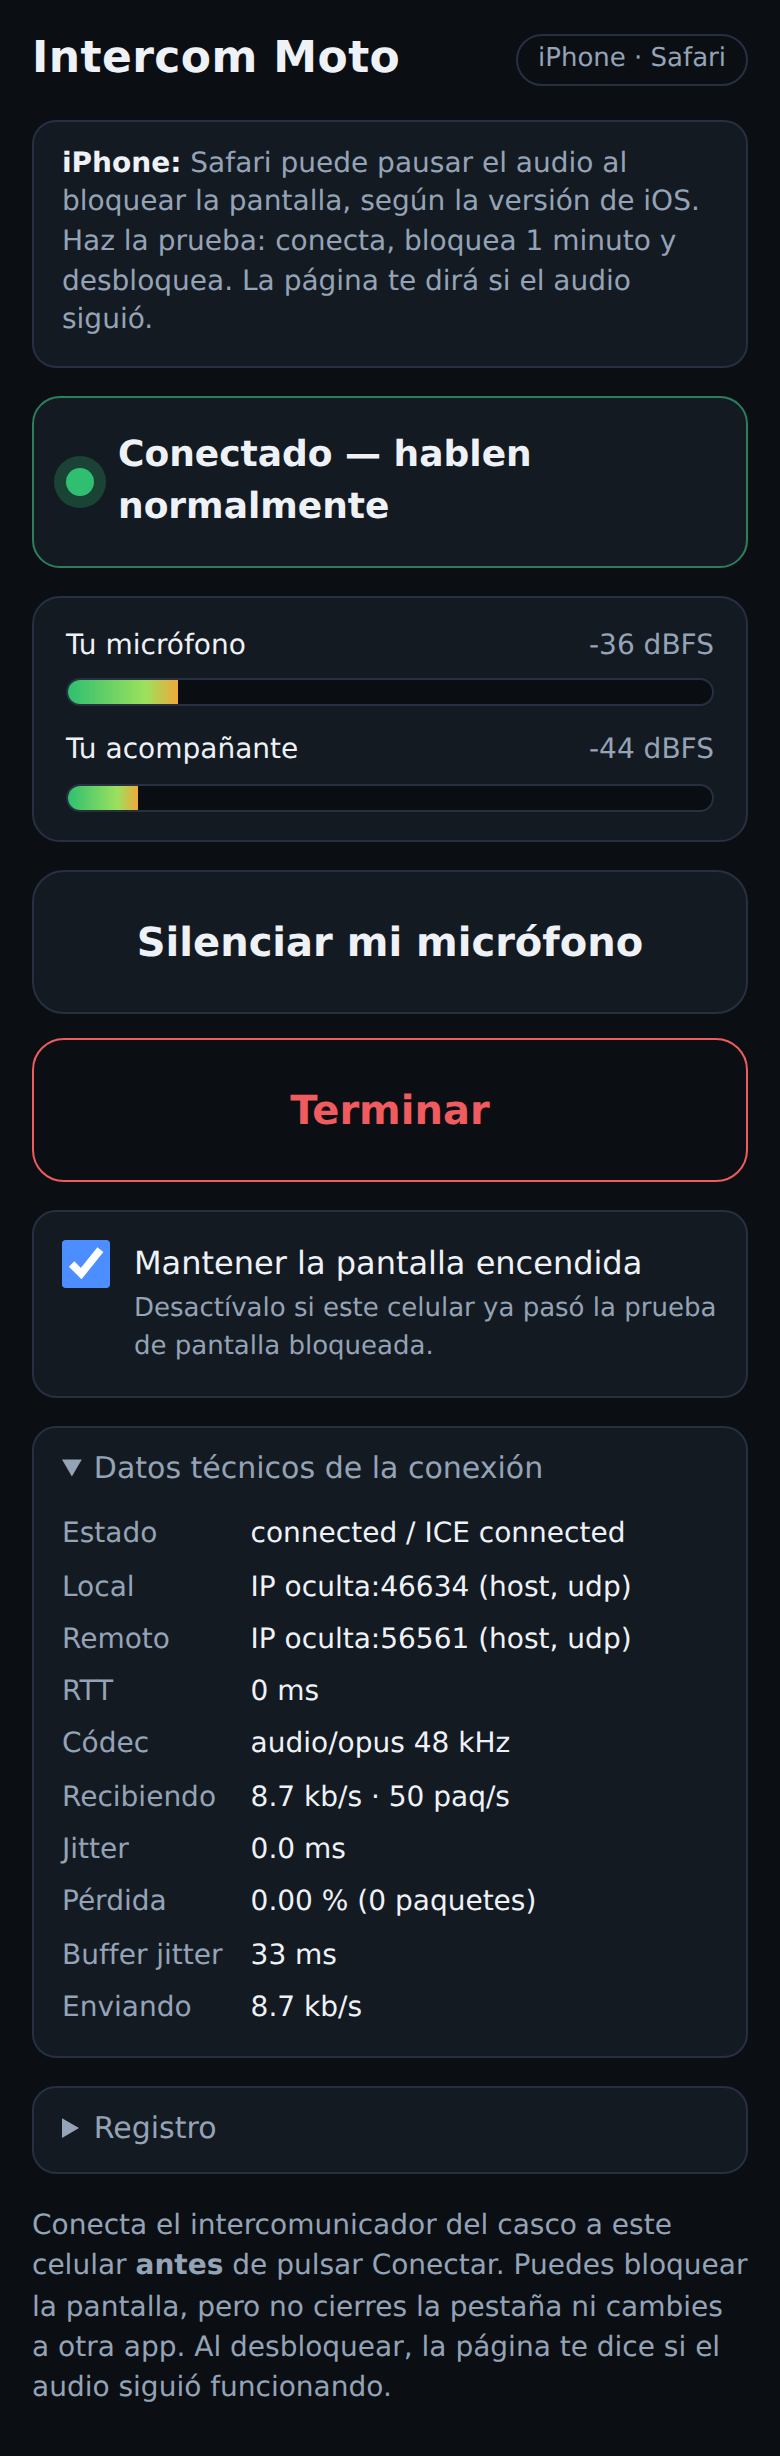 Intercom Moto
iPhone · Safari
iPhone: Safari puede pausar el audio al
bloquear la pantalla, según la versión de iOS.
Haz la prueba: conecta, bloquea 1 minuto y
desbloquea. La página te dirá si el audio
siguió.
Conectado — hablen
normalmente
Tu micrófono -36 dBFS
Tu acompañante -44 dBFS
Silenciar mi micrófono
Terminar
Mantener la pantalla encendida
Desactívalo si este celular ya pasó la prueba
de pantalla bloqueada.
Datos técnicos de la conexión
Estado connected / ICE connected
Local IP oculta:46634 (host, udp)
Remoto IP oculta:56561 (host, udp)
RTT 0 ms
Códec audio/opus 48 kHz
Recibiendo 8.7 kb/s · 50 paq/s
Jitter 0.0 ms
Pérdida 0.00 % (0 paquetes)
Buffer jitter 33 ms
Enviando 8.7 kb/s
Registro
Conecta el intercomunicador del casco a este
celular antes de pulsar Conectar. Puedes bloquear
la pantalla, pero no cierres la pestaña ni cambies
a otra app. Al desbloquear, la página te dice si el
audio siguió funcionando.